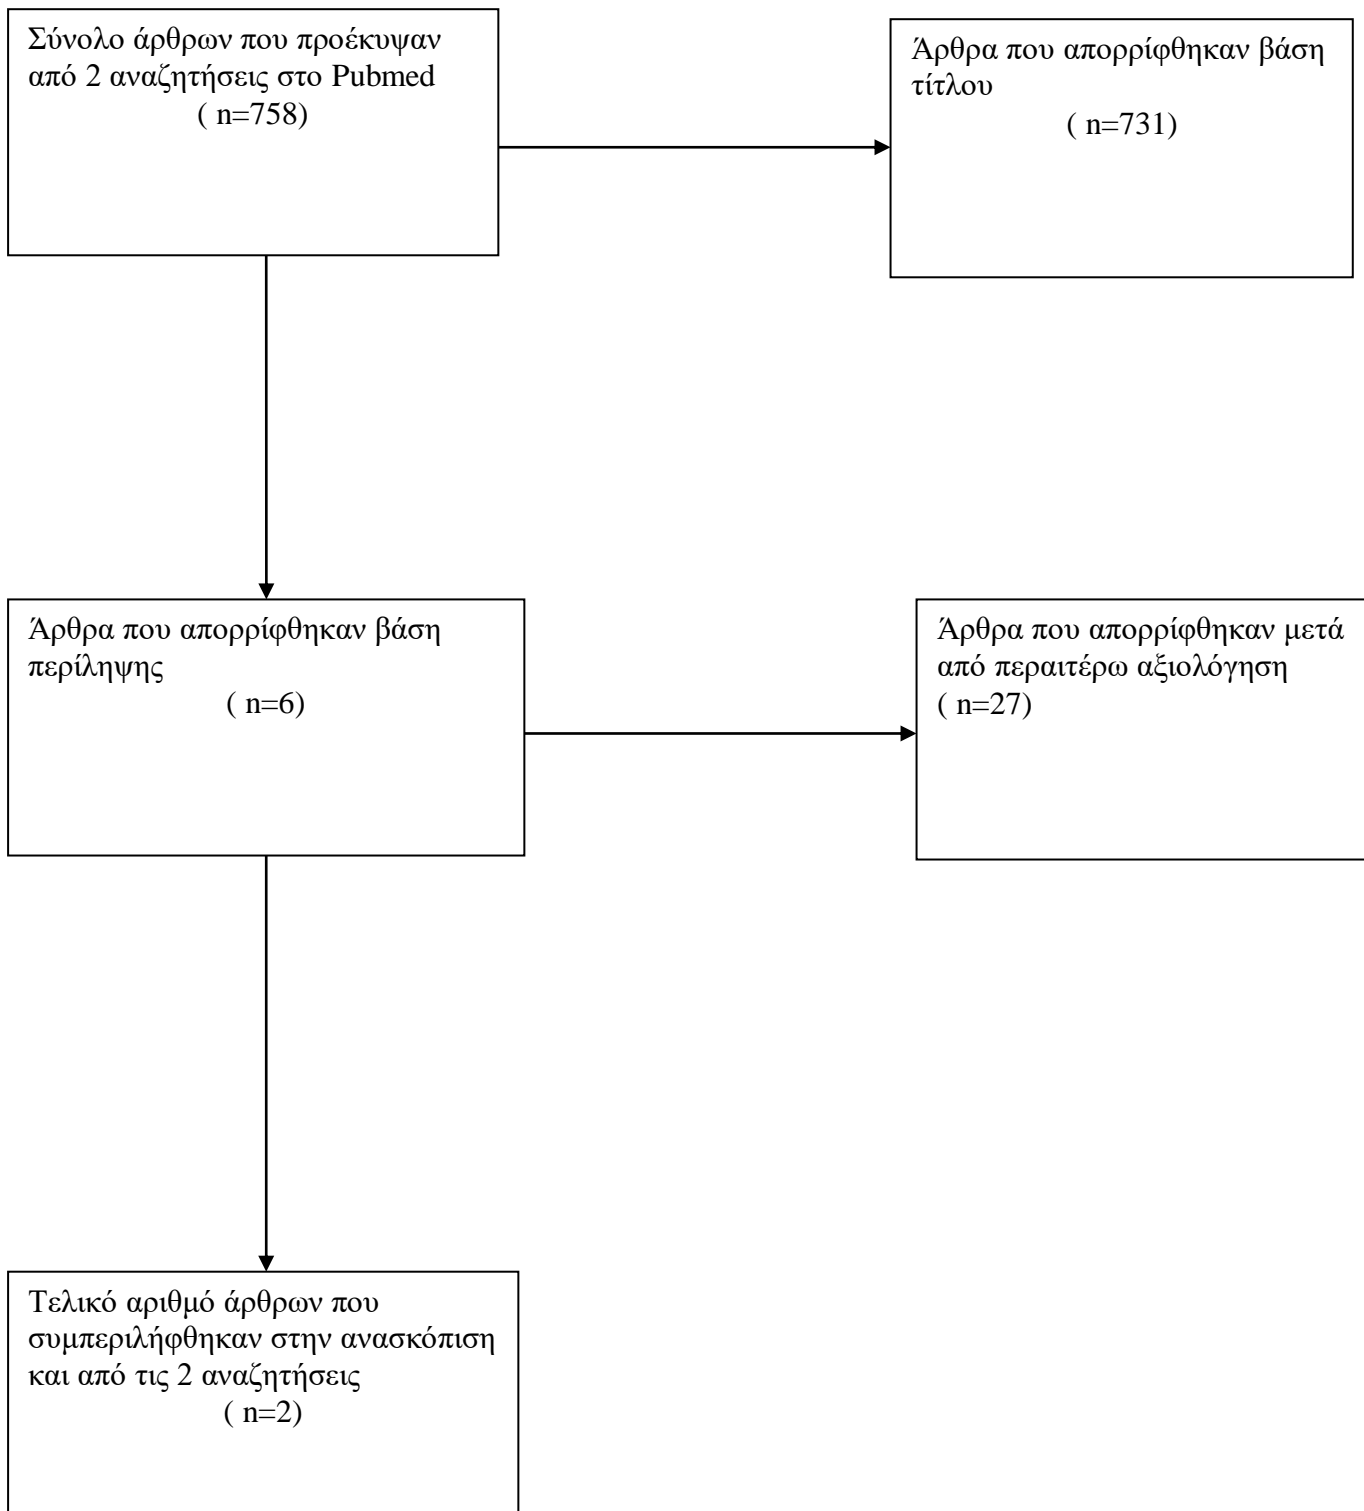 Σύνολο άρθρων που προέκυψαν
από 2 αναζητήσεις στο Pubmed
( n=758)
Άρθρα που απορρίφθηκαν βάση
τίτλου
( n=731)
Άρθρα που απορρίφθηκαν βάση
περίληψης
( n=6)
Άρθρα που απορρίφθηκαν μετά
από περαιτέρω αξιολόγηση
( n=27)
Τελικό αριθμό άρθρων που
συμπεριλήφθηκαν στην ανασκόπιση
και από τις 2 αναζητήσεις
( n=2)